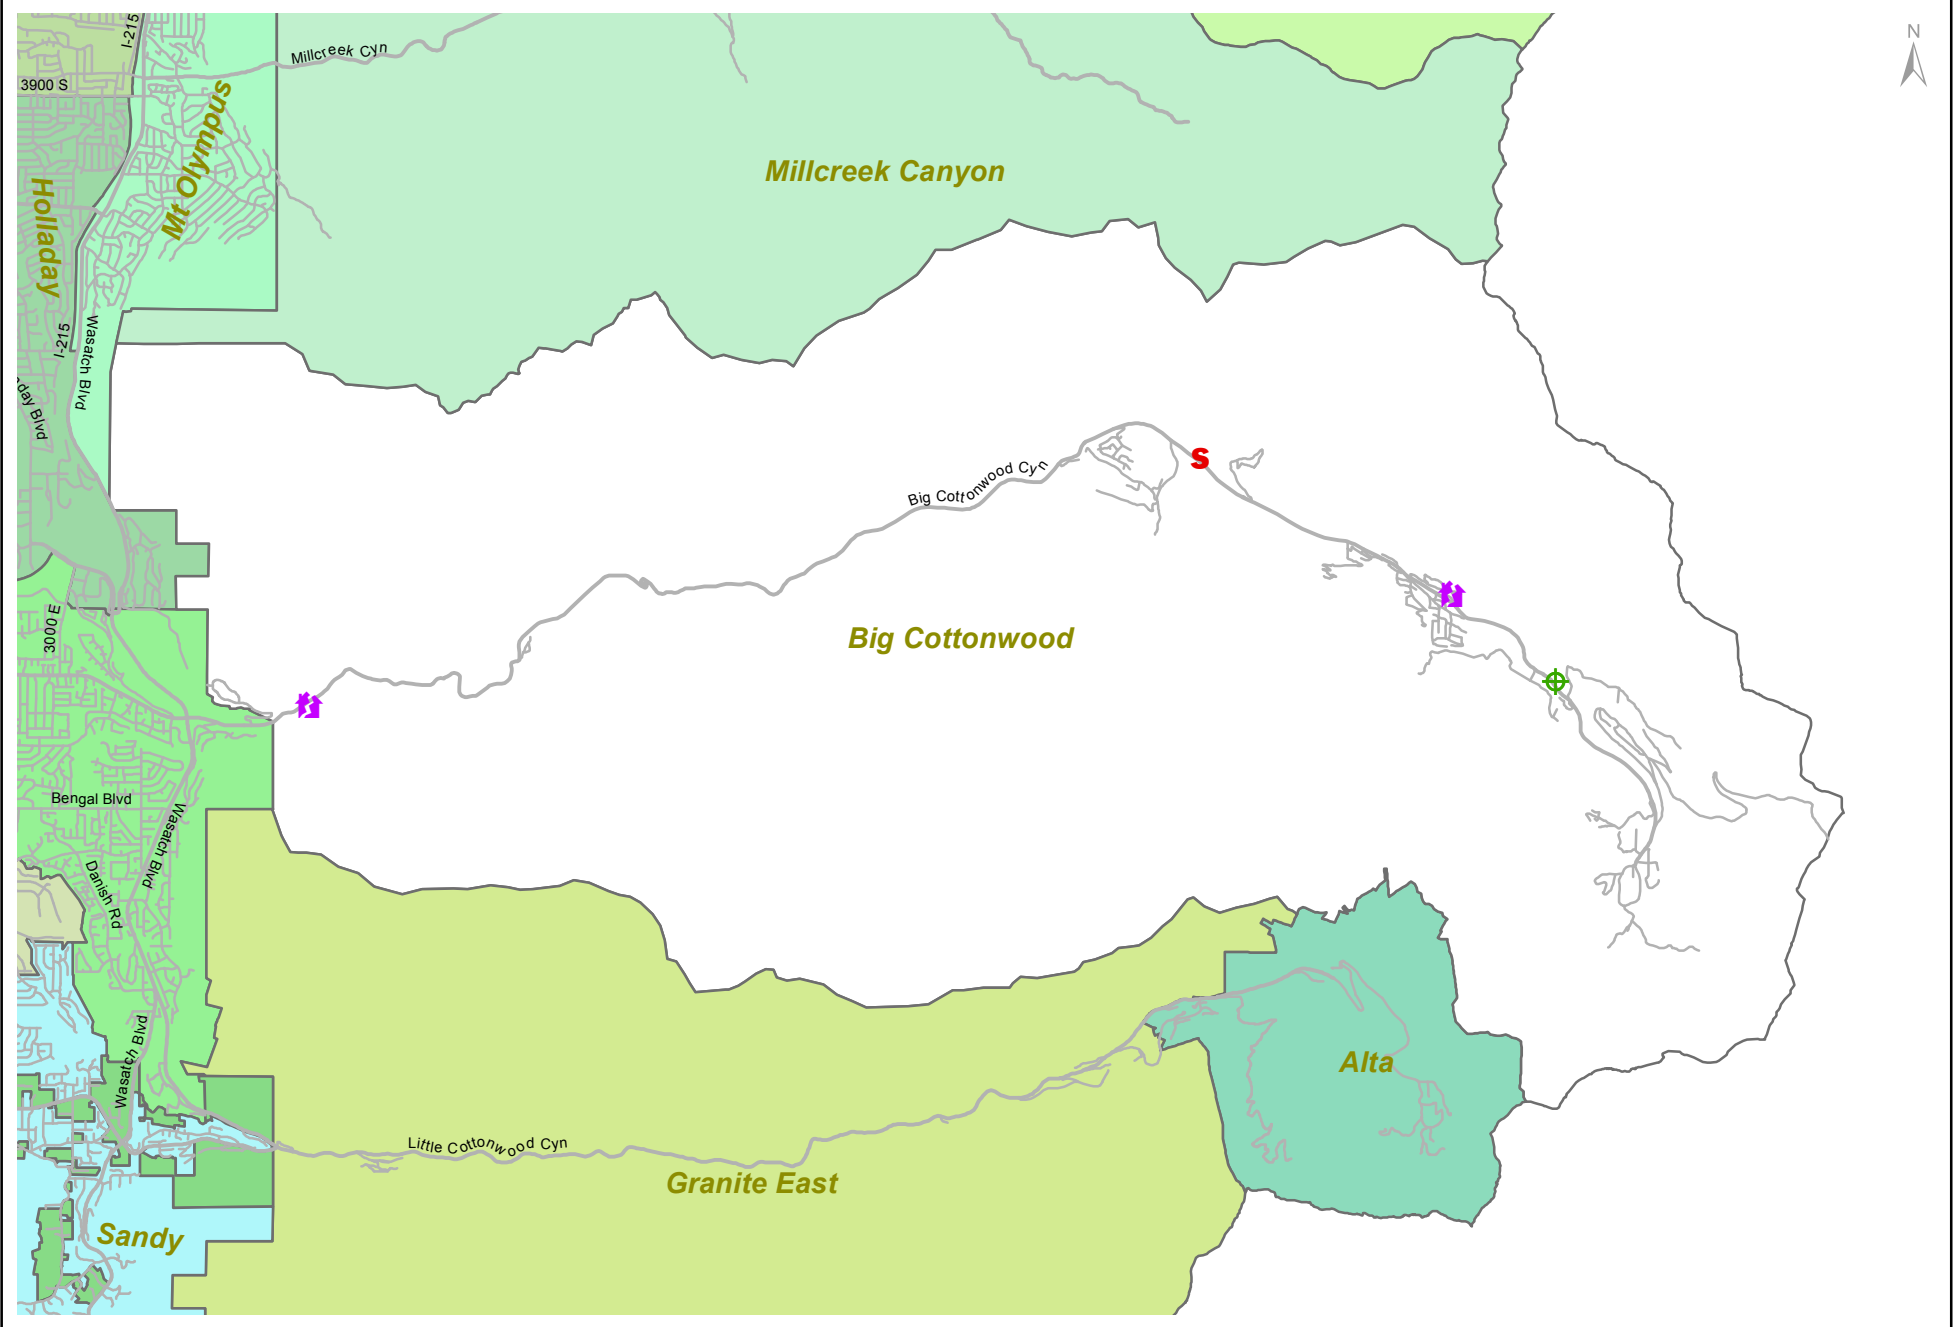 I-215
N
Millcreek Cyn
3900 S
Mt Olympus
Millcreek Canyon
Holladay
I-215
Wasatch Blvd
day Blvd
S
Big Cottonwood Cyn
3000 E
Big Cottonwood
Bengal Blvd
Wasatch Blvd
Danish Rd
Wasatch Blvd
Alta
Little Cottonwood Cyn
Granite East
Sandy